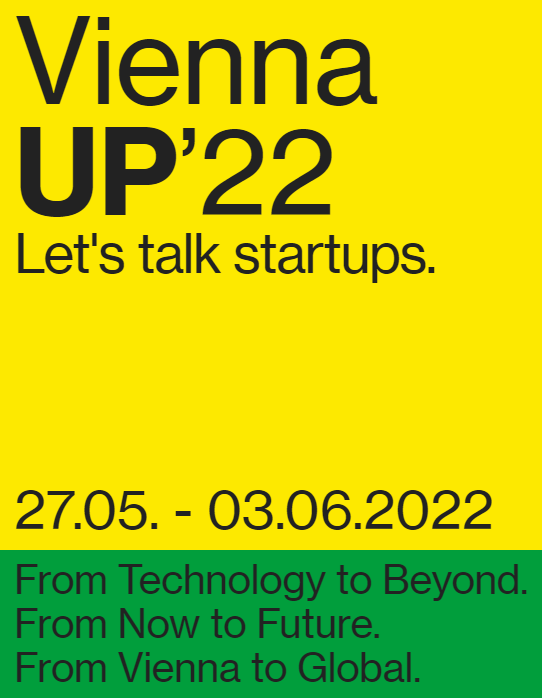 Vienna
UP’22
Let's talk startups.
27.05. - 03.06.2022
From Technology to Beyond.
From Now to Future.
From Vienna to Global.